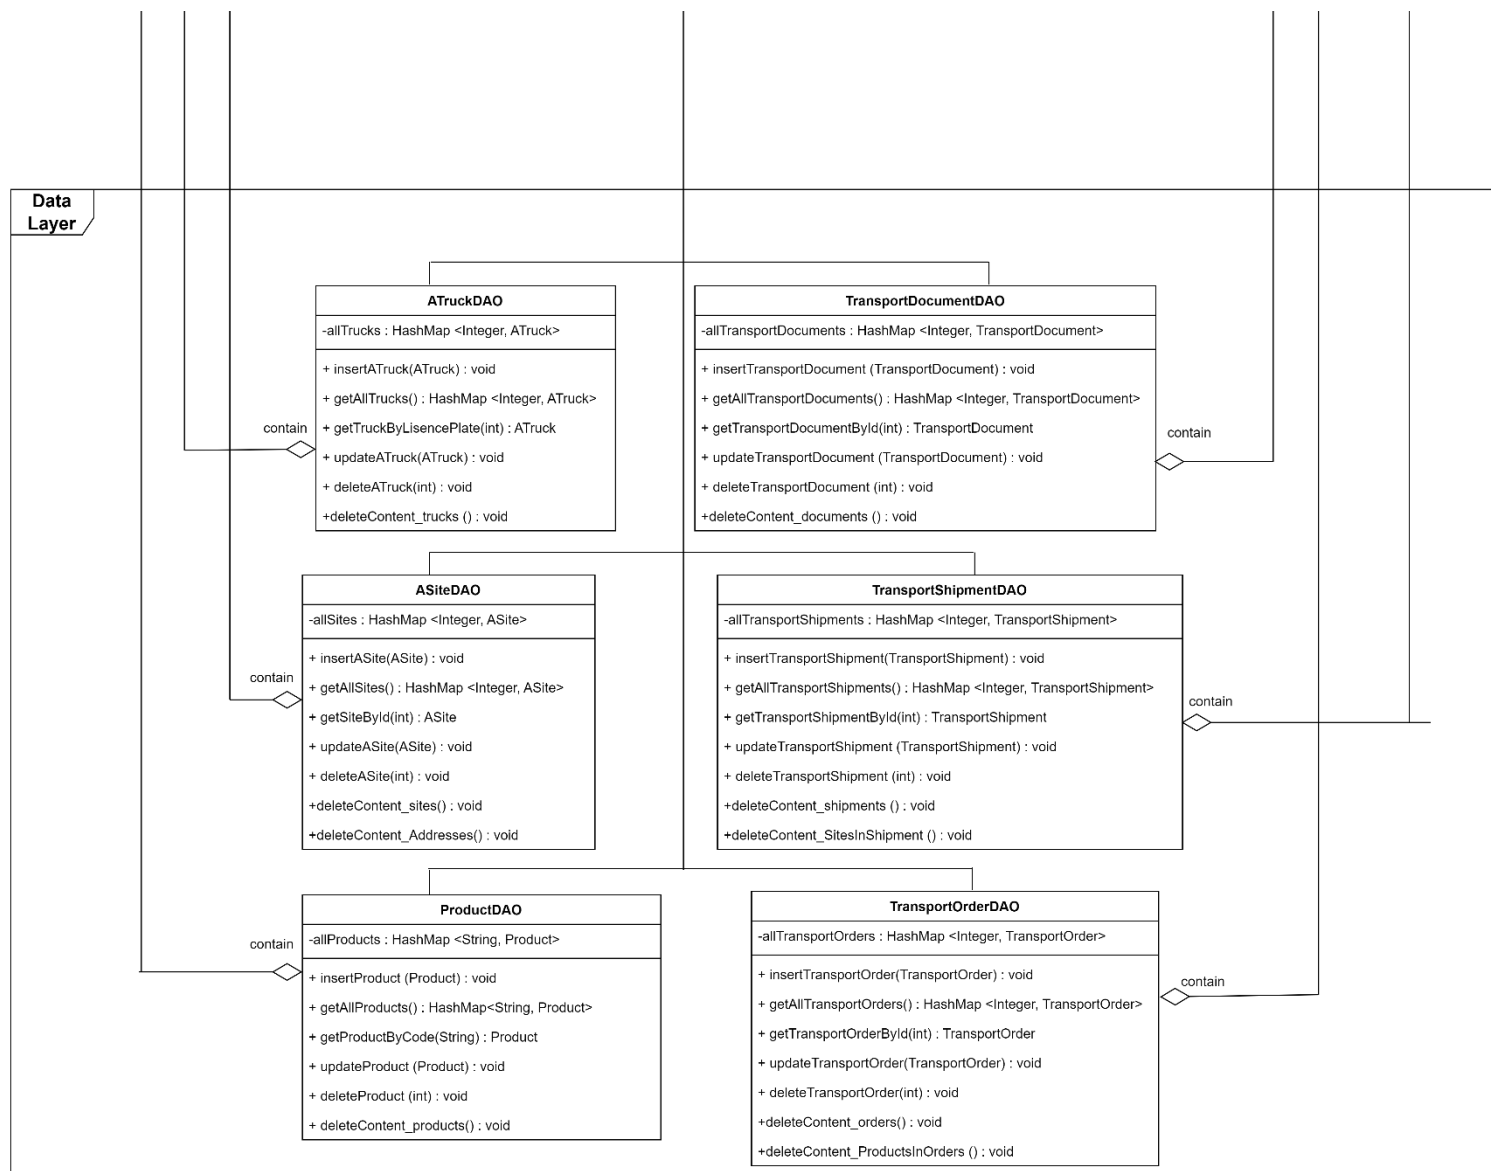 Data
Layer
ATruckDAO
-allTrucks : HashMap <Integer, ATruck>
+ insertATruck(ATruck) : void
+ getAllTrucks() : HashMap <Integer, ATruck>
+ getTruckByLisencePlate(int) : ATruck
+ updateATruck(ATruck) : void
+ deleteATruck(int) : void
+deleteContent_trucks () : void
contain
TransportDocumentDAO
-allTransportDocuments : HashMap <Integer, TransportDocument>
+ insertTransportDocument (TransportDocument) : void
+ getAllTransportDocuments() : HashMap <Integer, TransportDocument>
+ getTransportDocumentById(int) : TransportDocument
+ updateTransportDocument (TransportDocument) : void
+ deleteTransportDocument (int) : void
+deleteContent_documents () : void
contain
ASiteDAO
-allSites : HashMap <Integer, ASite>
+ insertASite(ASite) : void
+ getAllSites() : HashMap <Integer, ASite>
+ getSiteById(int) : ASite
+ updateASite(ASite) : void
+ deleteASite(int) : void
+deleteContent_sites() : void
+deleteContent_Addresses() : void
contain
TransportShipmentDAO
-allTransportShipments : HashMap <Integer, TransportShipment>
+ insertTransportShipment(TransportShipment) : void
+ getAllTransportShipments() : HashMap <Integer, TransportShipment>
+ getTransportShipmentById(int) : TransportShipment
+ updateTransportShipment (TransportShipment) : void
+ deleteTransportShipment (int) : void
+deleteContent_shipments () : void
+deleteContent_SitesInShipment () : void
contain
ProductDAO
-allProducts : HashMap <String, Product>
+ insertProduct (Product) : void
+ getAllProducts() : HashMap<String, Product>
+ getProductByCode(String) : Product
+ updateProduct (Product) : void
+ deleteProduct (int) : void
+ deleteContent_products() : void
contain
TransportOrderDAO
-allTransportOrders : HashMap <Integer, TransportOrder>
+ insertTransportOrder(TransportOrder) : void
+ getAllTransportOrders() : HashMap <Integer, TransportOrder>
+ getTransportOrderById(int) : TransportOrder
+ updateTransportOrder(TransportOrder) : void
+ deleteTransportOrder(int) : void
+deleteContent_orders() : void
+deleteContent_ProductsInOrders () : void
contain